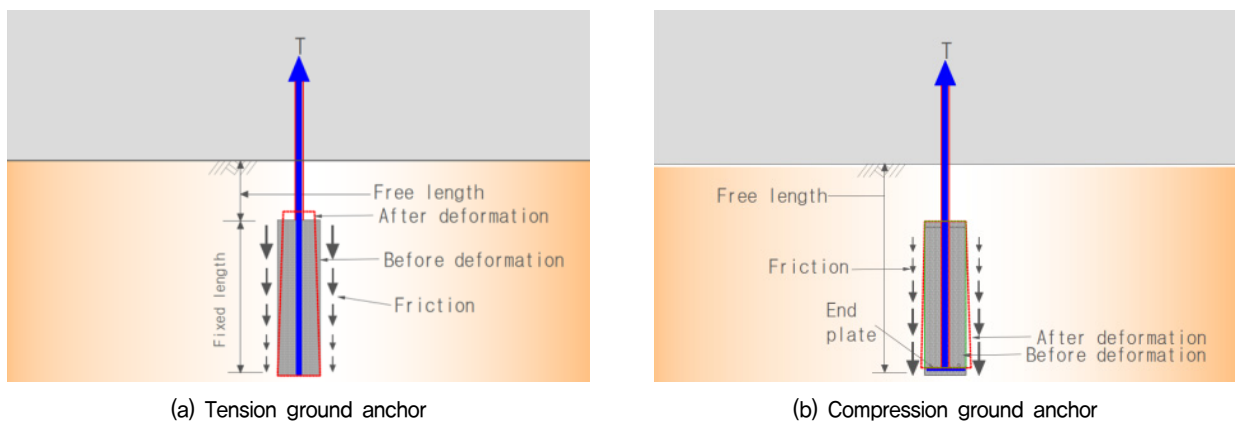 T
Free length
After deformation
Before deformation
Friction
Fixed length
(a) Tension ground anchor
T
Free length
Friction
End
plate
After deformation
Before deformation
(b) Compression ground anchor